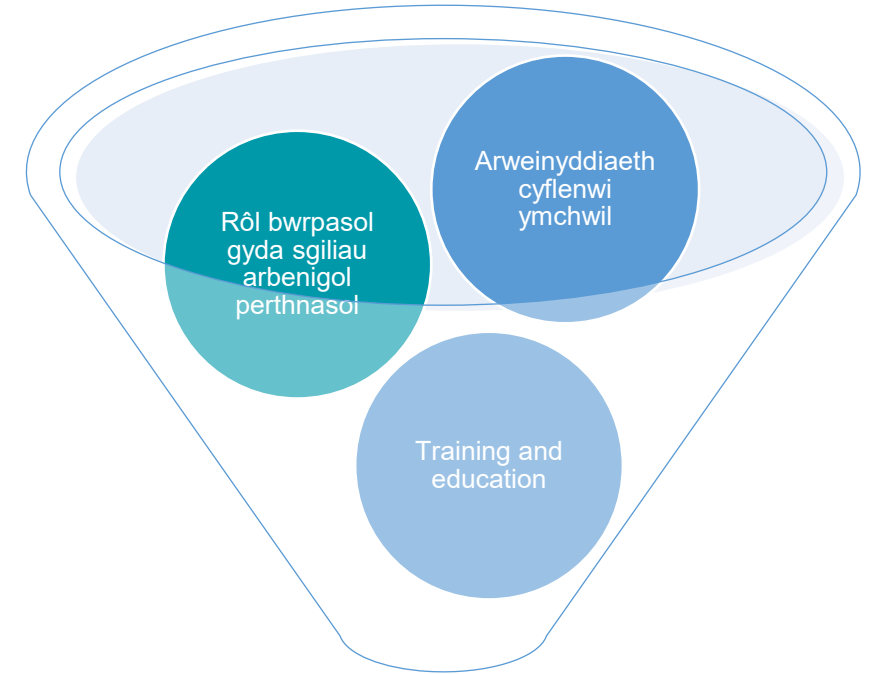 Rôl bwrpasol
gyda sgiliau
arbenigol
perthnasol
Arweinyddiaeth
cyflenwi
ymchwil
Training and
education